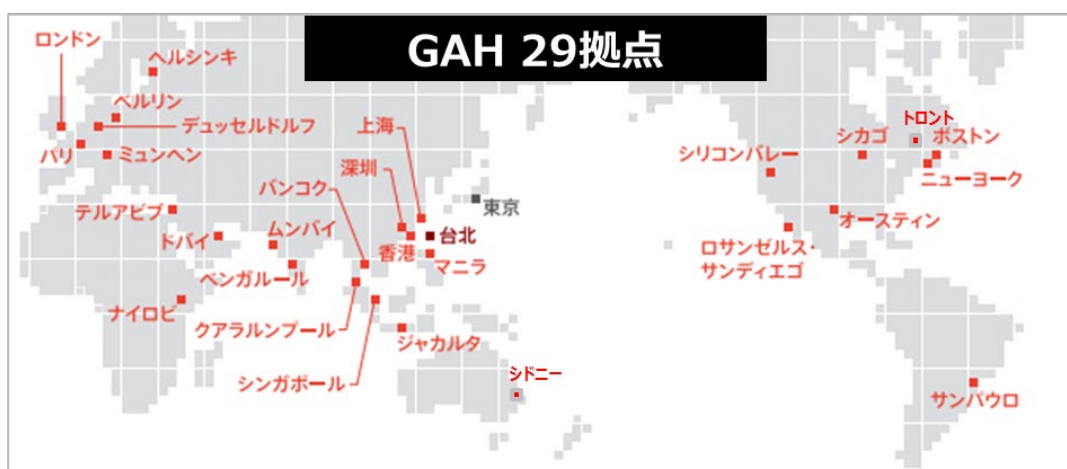 GAH 29拠点
ロンドン
ヘルシンキ
ベルリン
デュッセルドルフ
パリ
ミュンヘン
上海
深圳
バンコク
テルアビブ
ドバイ
ムンバイ
ベンガルール
ナイロビ
クアラルンプール
シンガポール
香港
台北
マニラ
東京
ジャカルタ
シドニー
シリコンバレー
シカゴ
トロント
ボストン
ニューヨーク
オースティン
ロサンゼルス・
サンディエゴ
サンパウロ